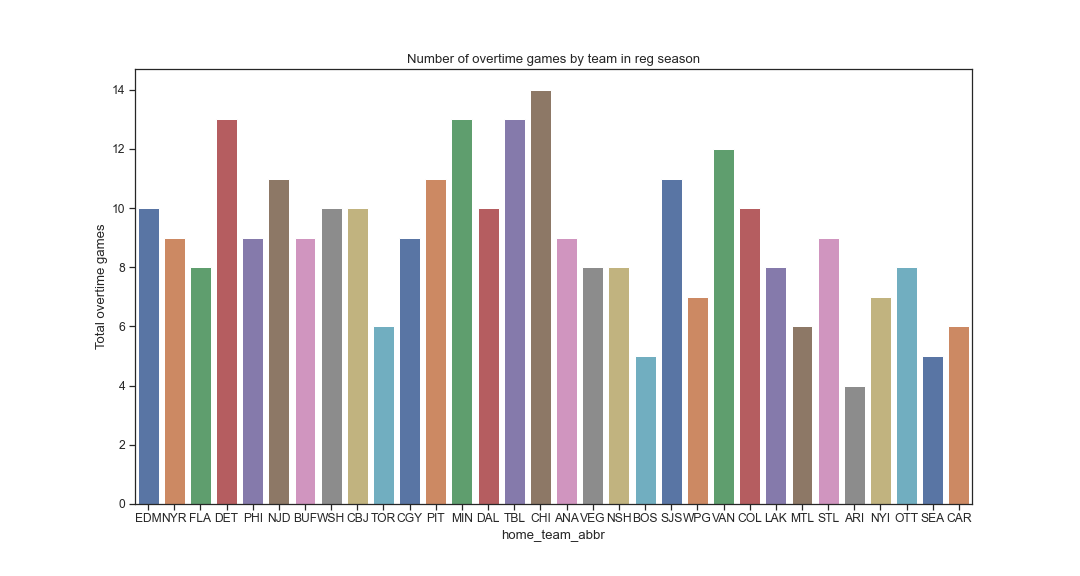 Number of overtime games by team in reg season
14
12
10
8
6
4
2
0
Total overtime games
EDM NYR FLA DET PHI NJD BUF WSH CBJ TOR CGY PIT MIN DAL TBL CHI ANA VEG NSH BOS SJS WPG VAN COL LAK MTL STL ARI NYI OTT SEA CAR
home_team_abbr